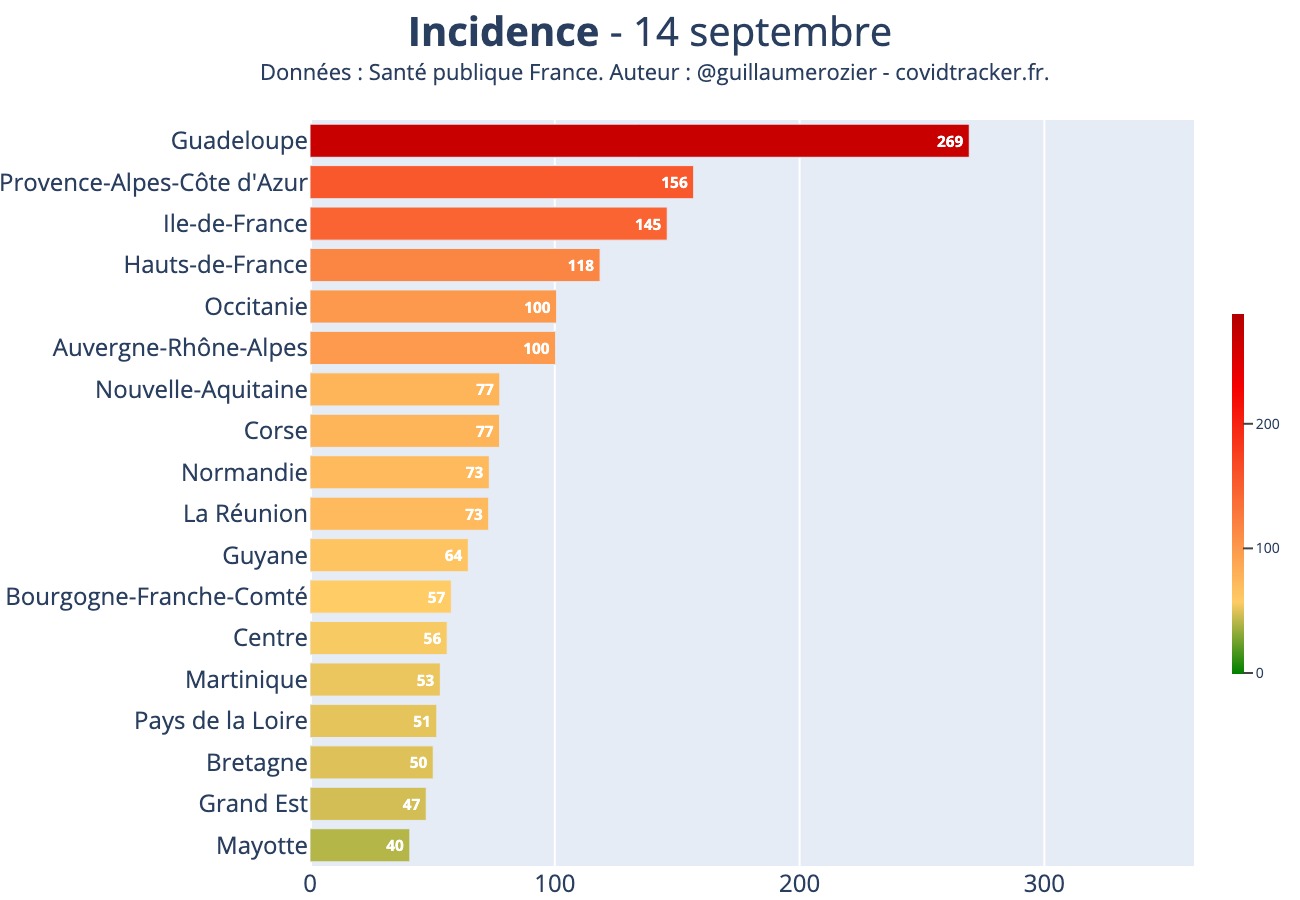 Incidence - 14 septembre
Données : Santé publique France. Auteur : @guillaumerozier - covidtracker.fr.
Guadeloupe 269
Provence-Alpes-Côte d'Azur 156
Ile-de-France 145
Hauts-de-France 118
Occitanie 100
Auvergne-Rhône-Alpes 100
Nouvelle-Aquitaine 77
Corse 77
Normandie 73
La Réunion 73
Guyane 64
Bourgogne-Franche-Comté 57
Centre 56
Martinique 53
Pays de la Loire 51
Bretagne 50
Grand Est 47
Mayotte 40
0 100 200 300
200
100
0